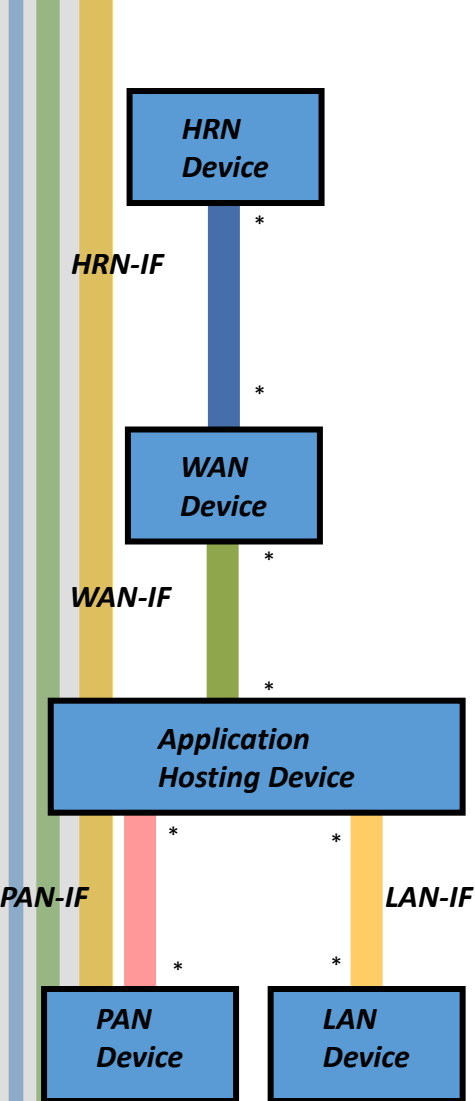 HRN
Device
*
HRN-IF
*
WAN
Device
*
WAN-IF
*
Application
Hosting Device
* *
PAN-IF LAN-IF
* *
PAN
Device
LAN
Device